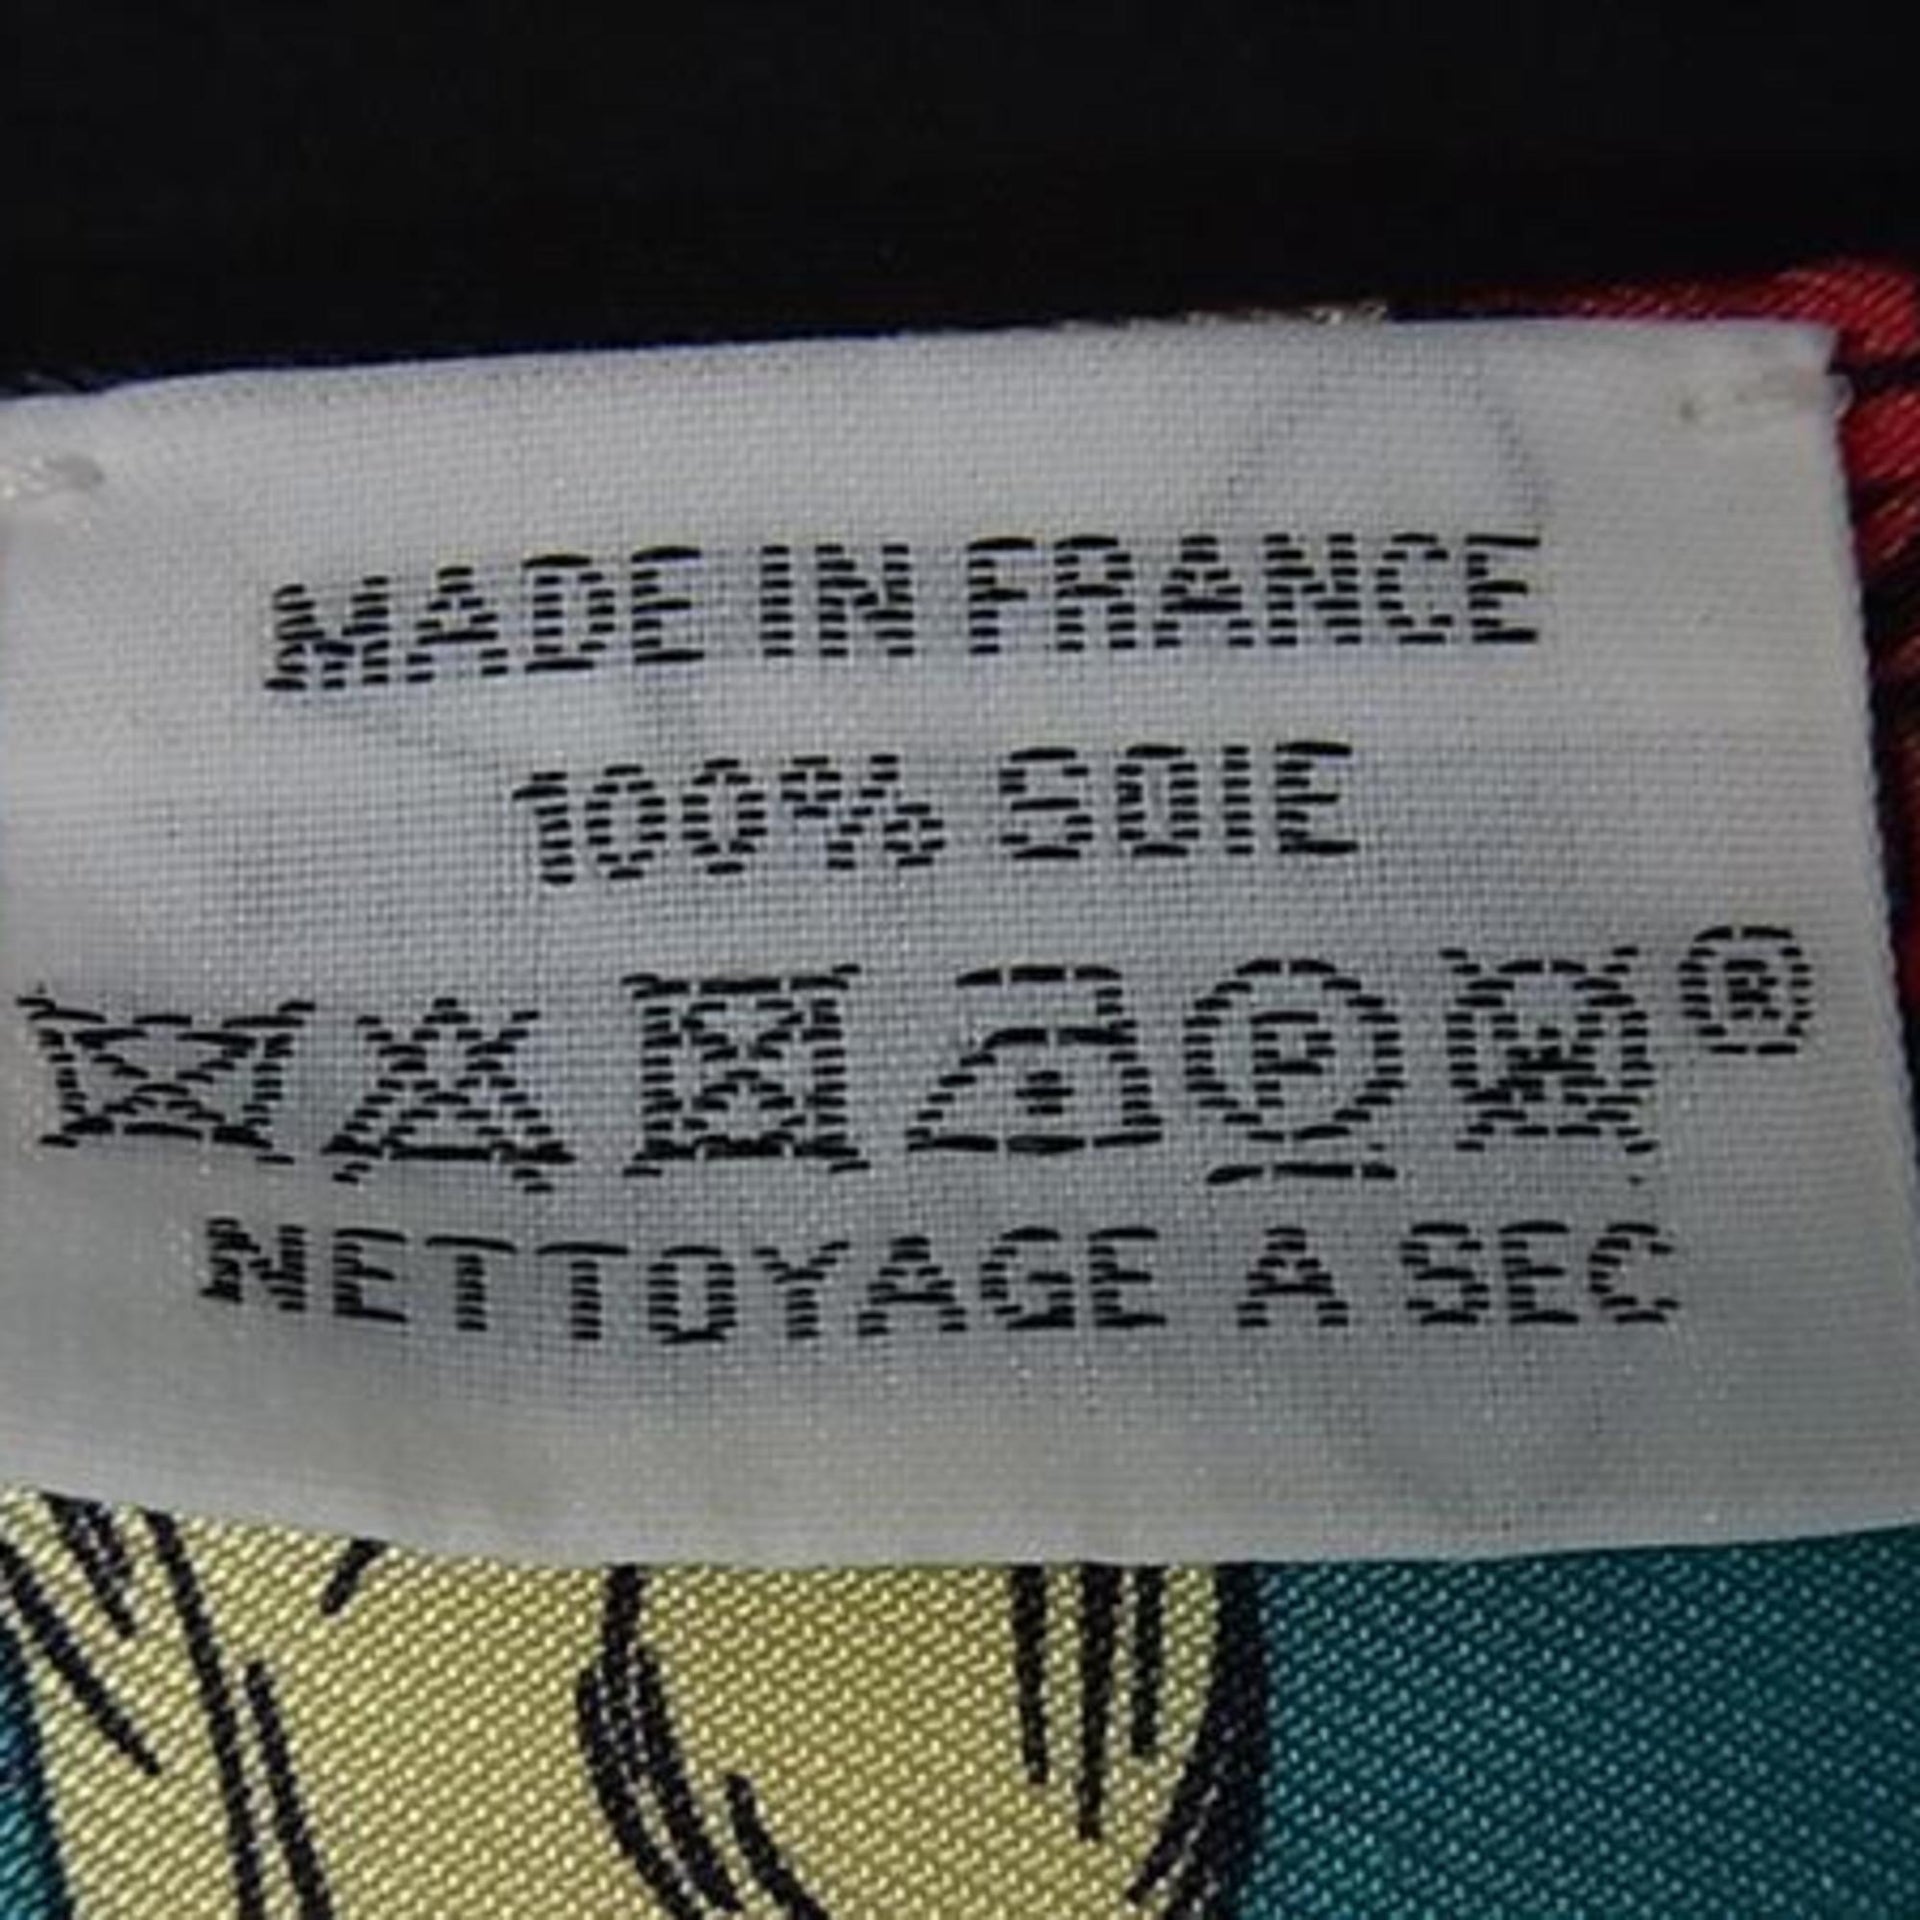 MADE IN FRANCE
100% SOIE
P ®
NETTOYAGE A SEC